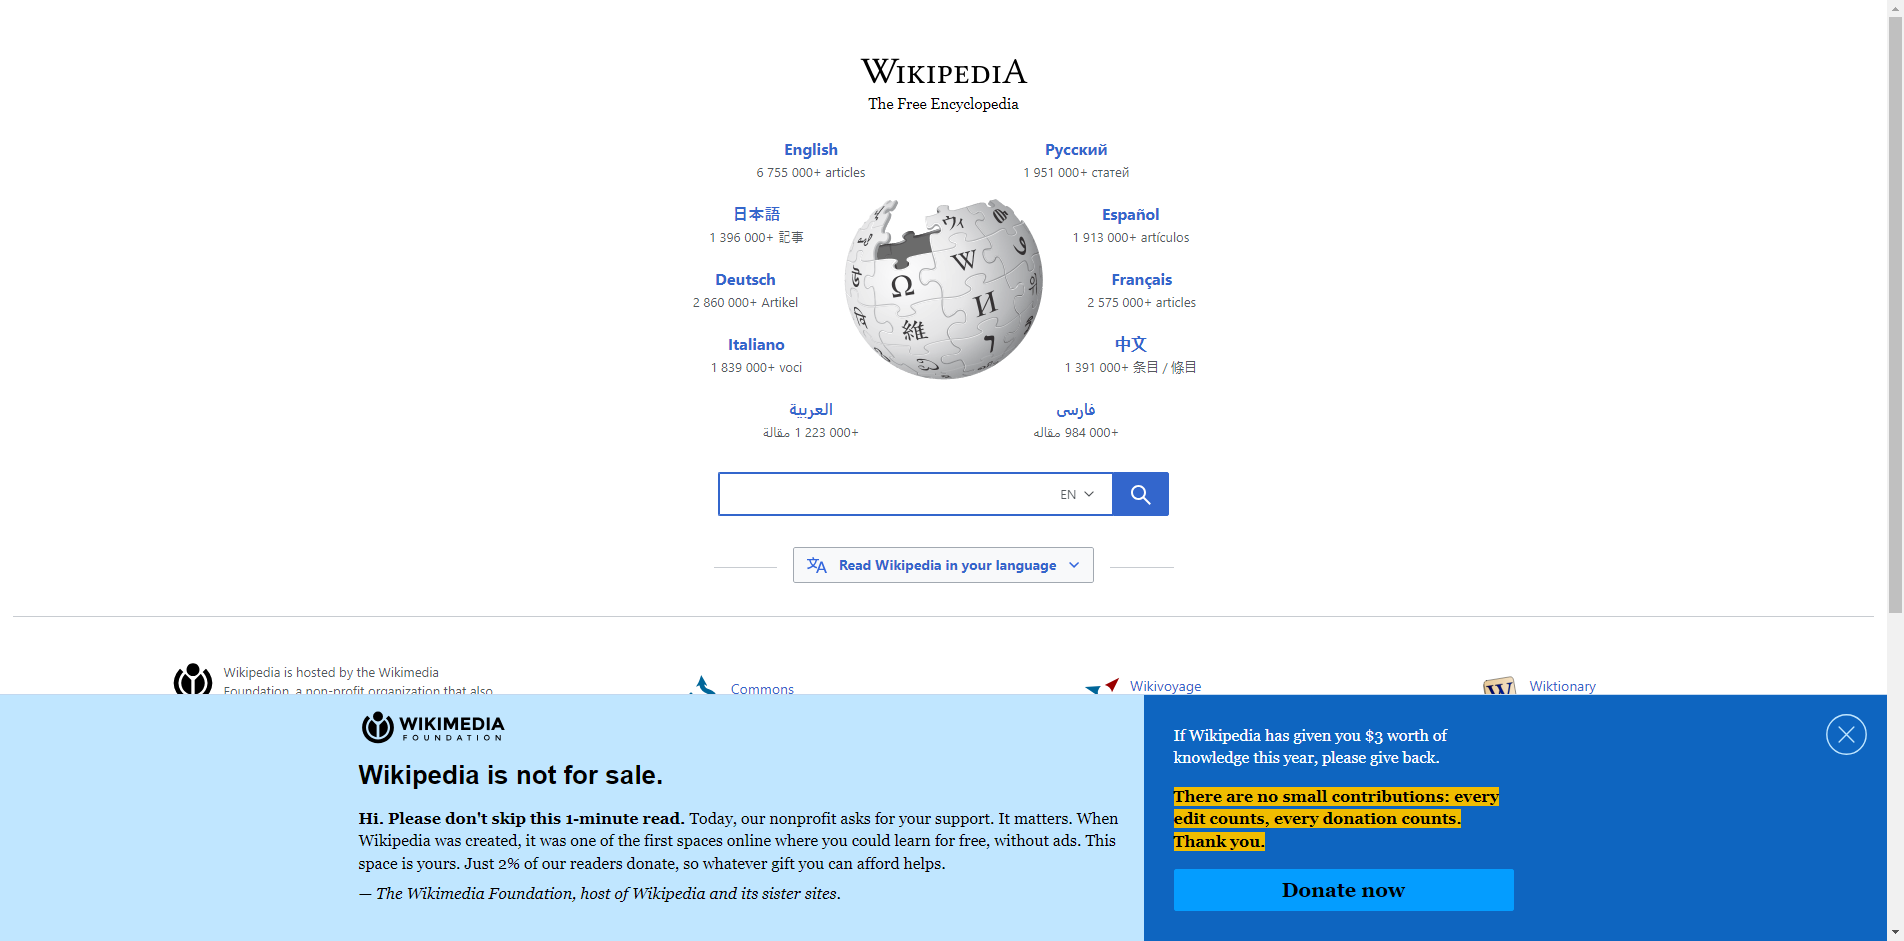 WIKIPEDIA
The Free Encyclopedia
English
6 755 000+ articles
Русский
1 951 000+ статей
日本語
1 396 000+ 記事
Español
1 913 000+ artículos
Deutsch
2 860 000+ Artikel
Français
2 575 000+ articles
Italiano
1 839 000+ voci
中文
1 391 000+ 条目 / 條目
العربية
1 223 000+ مقالة
فارسی
984 000+ مقاله
Ω
W
И
維
ウィ
EN
Read Wikipedia in your language
Wikipedia is hosted by the Wikimedia
Foundation, a non-profit organization that also
Commons
Wikivoyage
W
Wiktionary
WIKIMEDIA
FOUNDATION
Wikipedia is not for sale.
Hi. Please don't skip this 1-minute read. Today, our nonprofit asks for your support. It matters. When
Wikipedia was created, it was one of the first spaces online where you could learn for free, without ads. This
space is yours. Just 2% of our readers donate, so whatever gift you can afford helps.
— The Wikimedia Foundation, host of Wikipedia and its sister sites.
If Wikipedia has given you $3 worth of
knowledge this year, please give back.
There are no small contributions: every
edit counts, every donation counts.
Thank you.
Donate now